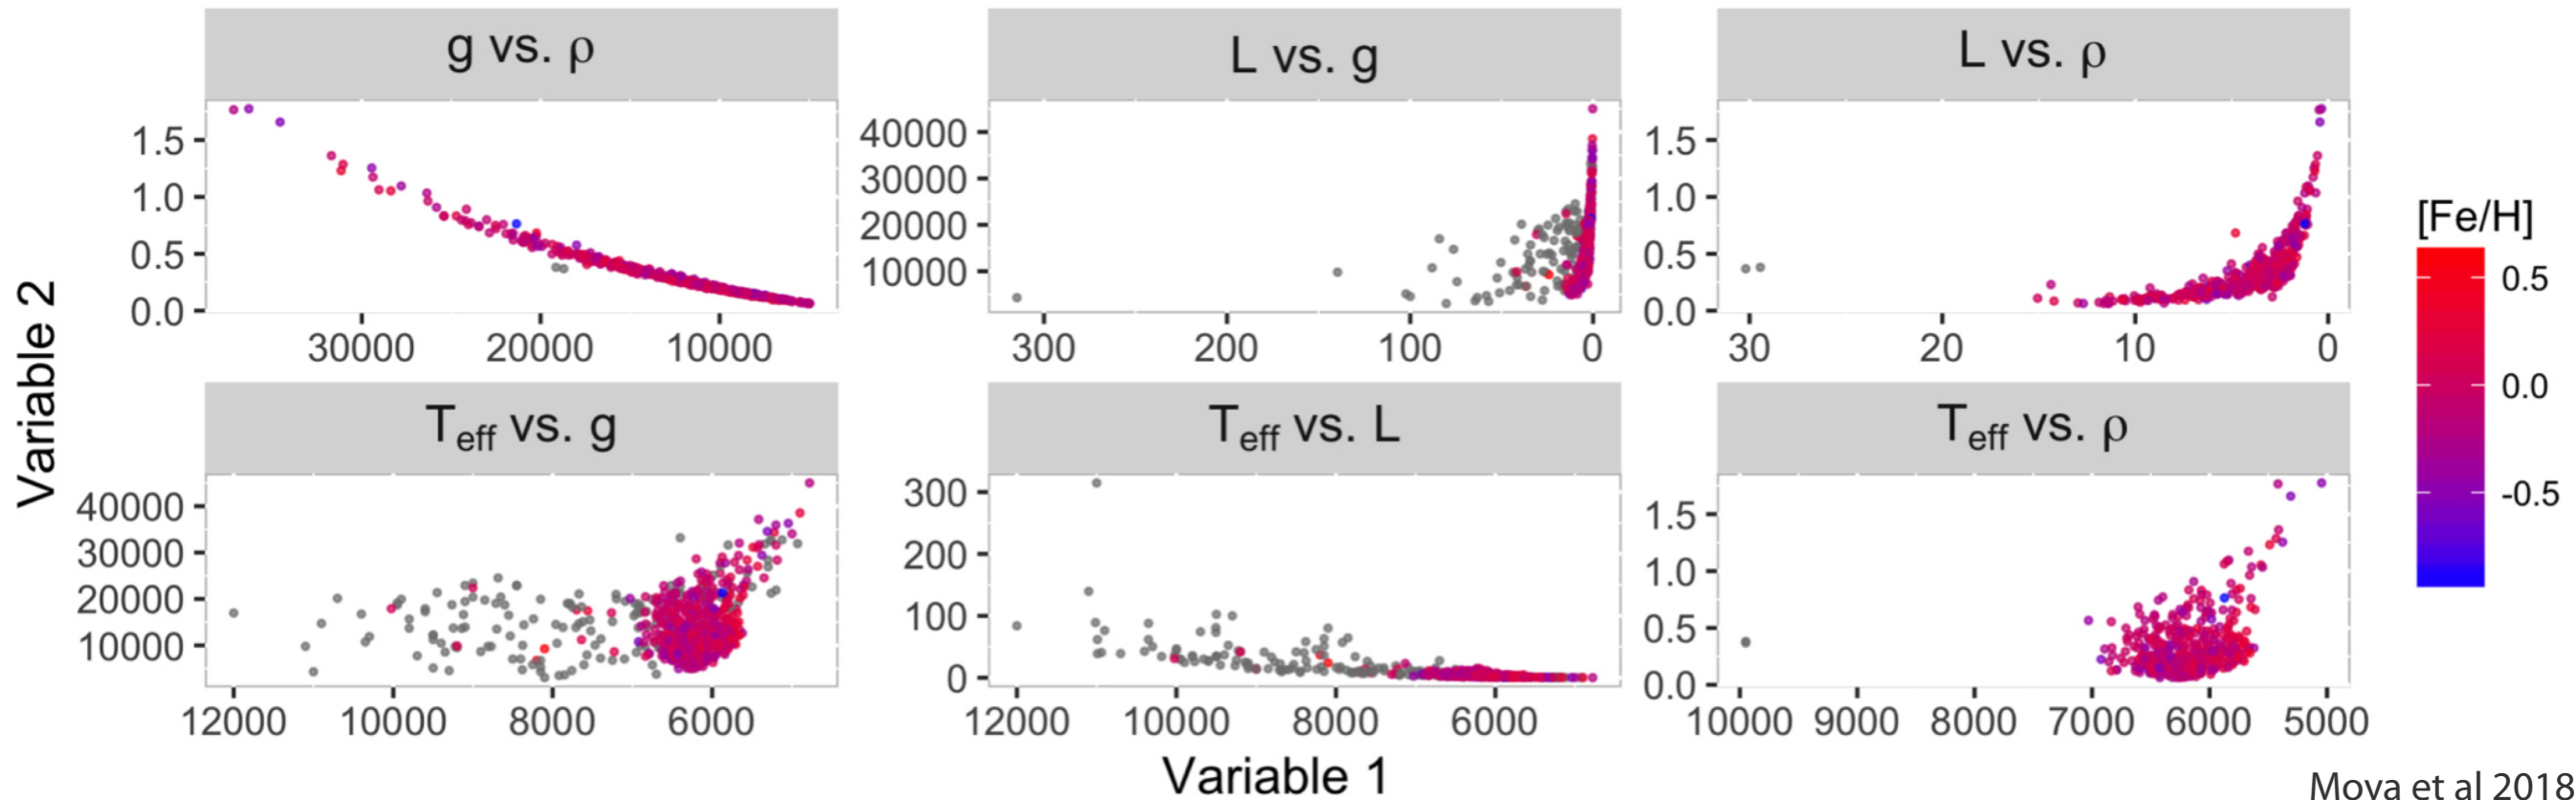 g vs. ρ
L vs. g
L vs. ρ
1.5
1.0
0.5
0.0
30000 20000 10000
40000
30000
20000
10000
300 200 100 0
1.5
1.0
0.5
0.0
30 20 10 0
Variable 2
Teff vs. g
Teff vs. L
Teff vs. ρ
40000
30000
20000
10000
12000 10000 8000 6000
300
200
100
0
12000 10000 8000 6000
1.5
1.0
0.5
0.0
10000 9000 8000 7000 6000 5000
Variable 1
[Fe/H]
0.5
0.0
-0.5
Moya et al 2018